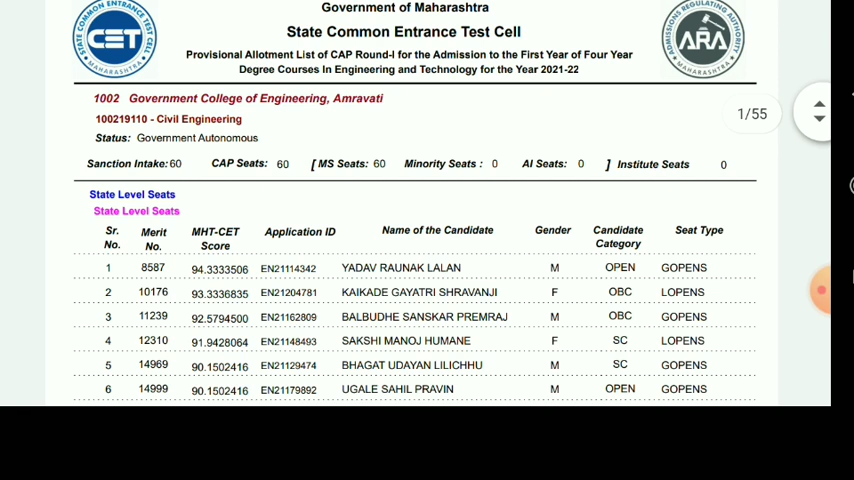 Government of Maharashtra
State Common Entrance Test Cell
Provisional Allotment List of CAP Round-I for the Admission to the First Year of Four Year
Degree Courses In Engineering and Technology for the Year 2021-22
STATE COMMON ENTRANCE TEST CELL
CET
MAHARASHTRA
ADMISSIONS REGULATING AUTHORITY
ARA
MAHARASHTRA
1002 Government College of Engineering, Amravati
100219110 - Civil Engineering
1/55
Status: Government Autonomous
Sanction Intake: 60 CAP Seats: 60 [ MS Seats: 60 Minority Seats : 0 AI Seats: 0 ] Institute Seats 0
State Level Seats
State Level Seats
Sr. No. Merit No. MHT-CET Score Application ID Name of the Candidate Gender Candidate Category Seat Type
1 8587 94.3333506 EN21114342 YADAV RAUNAK LALAN M OPEN GOPENS
2 10176 93.3336835 EN21204781 KAIKADE GAYATRI SHRAVANJI F OBC LOPENS
3 11239 92.5794500 EN21162809 BALBUDHE SANSKAR PREMRAJ M OBC GOPENS
4 12310 91.9428064 EN21148493 SAKSHI MANOJ HUMANE F SC LOPENS
5 14969 90.1502416 EN21129474 BHAGAT UDAYAN LILICHHU M SC GOPENS
6 14999 90.1502416 EN21179892 UGALE SAHIL PRAVIN M OPEN GOPENS